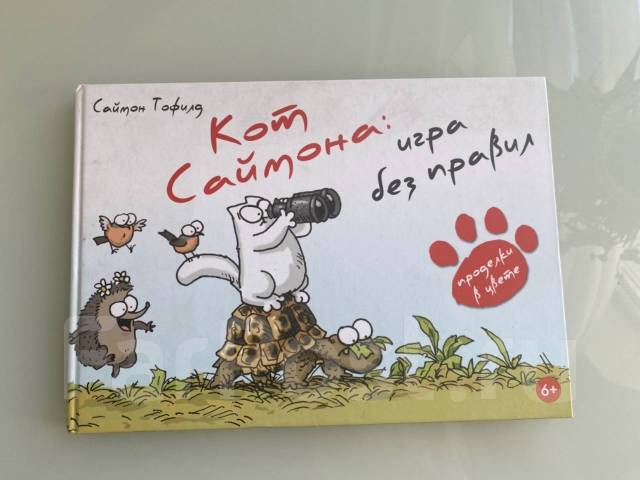 Саймон Тофилд
Кот
Саймона:
игра
без правил
проделки
в цвете
6+